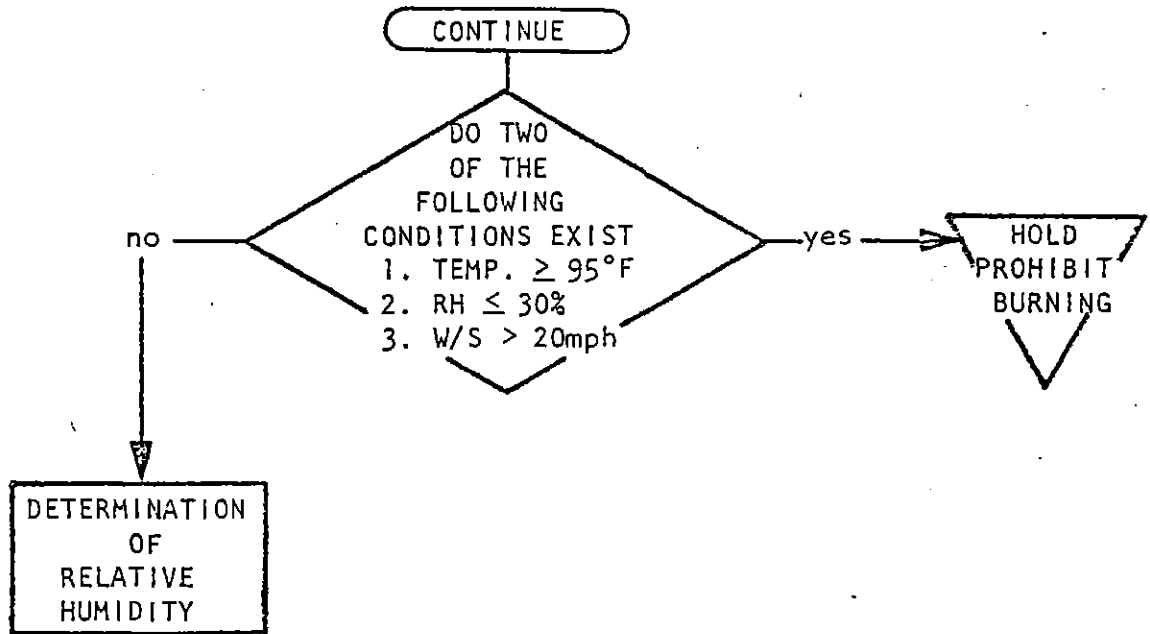 CONTINUE
DO TWO
OF THE
FOLLOWING
CONDITIONS EXIST
1. TEMP. ≥ 95°F
2. RH ≤ 30%
3. W/S > 20mph
no
yes
HOLD
PROHIBIT
BURNING
DETERMINATION
OF
RELATIVE
HUMIDITY